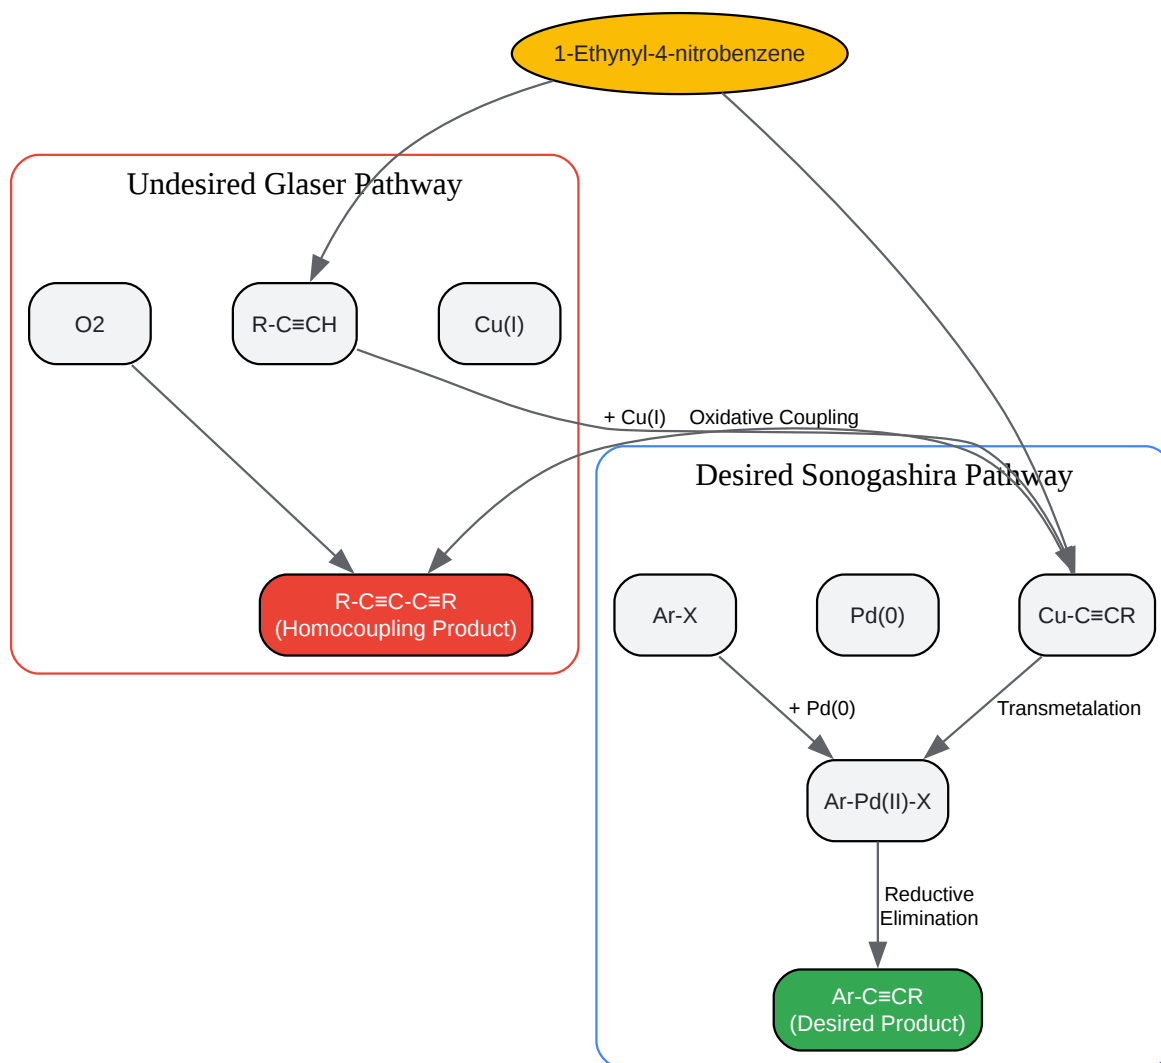 1-Ethynyl-4-nitrobenzene
Undesired Glaser Pathway
O2
R-C≡CH
Cu(I)
+ Cu(I)
Oxidative Coupling
Desired Sonogashira Pathway
R-C≡C-C≡R
(Homocoupling Product)
Ar-X
Pd(0)
Cu-C≡CR
+ Pd(0)
Transmetalation
Ar-Pd(II)-X
Reductive
Elimination
Ar-C≡CR
(Desired Product)